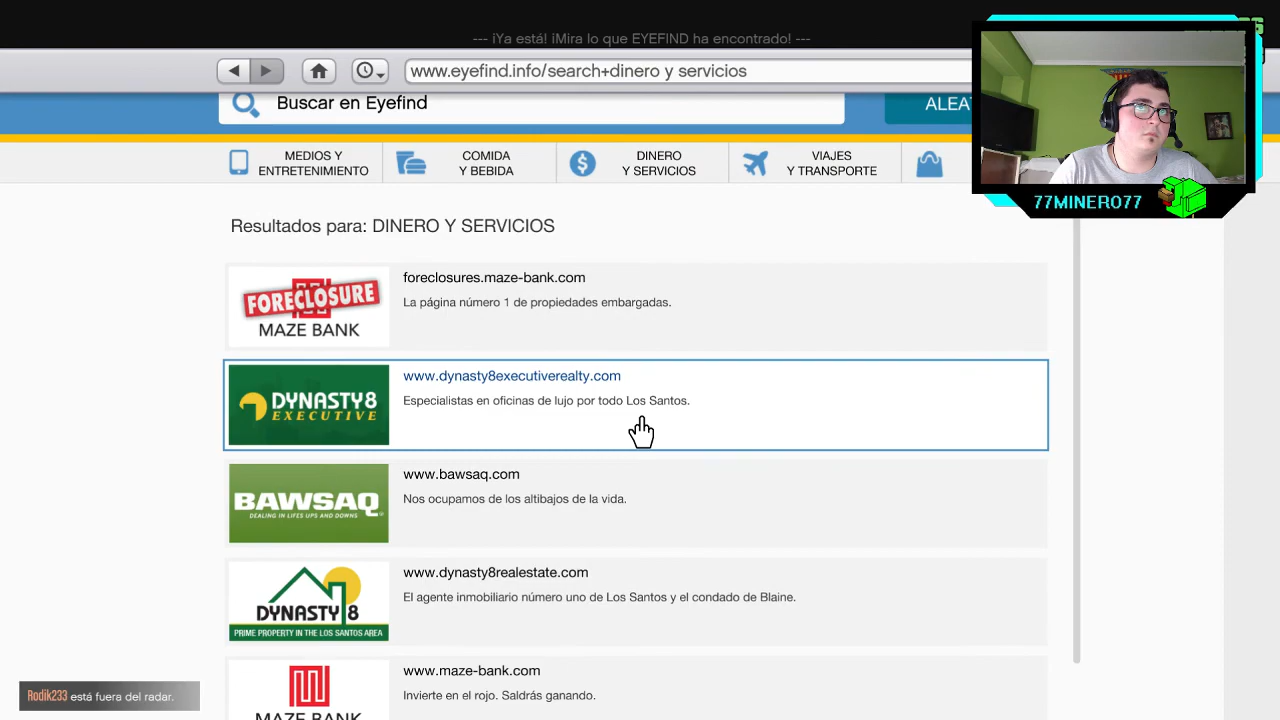 --- ¡Ya está! ¡Mira lo que EYEFIND ha encontrado! ---
www.eyefind.info/search+dinero y servicios
Buscar en Eyefind
MEDIOS Y
ENTRETENIMIENTO
COMIDA
Y BEBIDA
DINERO
Y SERVICIOS
VIAJES
Y TRANSPORTE
77MINERO77
Resultados para: DINERO Y SERVICIOS
FORECLOSURE
MAZE BANK
foreclosures.maze-bank.com
La página número 1 de propiedades embargadas.
DYNASTY8
EXECUTIVE
www.dynasty8executiverealty.com
Especialistas en oficinas de lujo por todo Los Santos.
BAWSAQ
DEALING IN LIFES UPS AND DOWNS
www.bawsaq.com
Nos ocupamos de los altibajos de la vida.
DYNASTY 8
PRIME PROPERTY IN THE LOS SANTOS AREA
www.dynasty8realestate.com
El agente inmobiliario número uno de Los Santos y el condado de Blaine.
MAZE BANK
www.maze-bank.com
Invierte en el rojo. Saldrás ganando.
Rodik233 está fuera del radar.